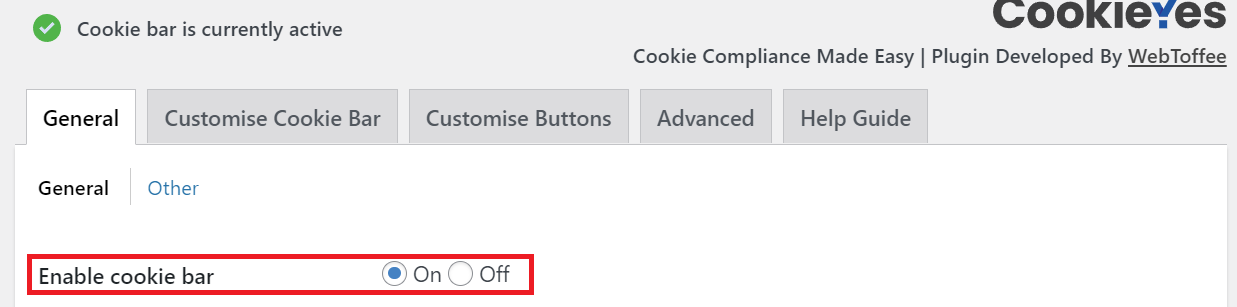 CookieYes
Cookie bar is currently active
Cookie Compliance Made Easy | Plugin Developed By WebToffee
General Customise Cookie Bar Customise Buttons Advanced Help Guide
General Other
Enable cookie bar On Off